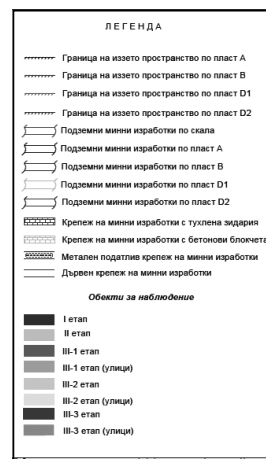 ЛЕГЕНДА
Граница на иззето пространство по пласт А
Граница на иззето пространство по пласт В
Граница на иззето пространство по пласт D1
Граница на иззето пространство по пласт D2
Подземни минни изработки по скала
Подземни минни изработки по пласт А
Подземни минни изработки по пласт В
Подземни минни изработки по пласт D1
Подземни минни изработки по пласт D2
Крепеж на минни изработки с тухлена зидария
Крепеж на минни изработки с бетонови блокчета
Метален податлив крепеж на минни изработки
Дървен крепеж на минни изработки
Обекти за наблюдение
I етап
II етап
III-1 етап
III-1 етап (улици)
III-2 етап
III-2 етап (улици)
III-3 етап
III-3 етап (улици)